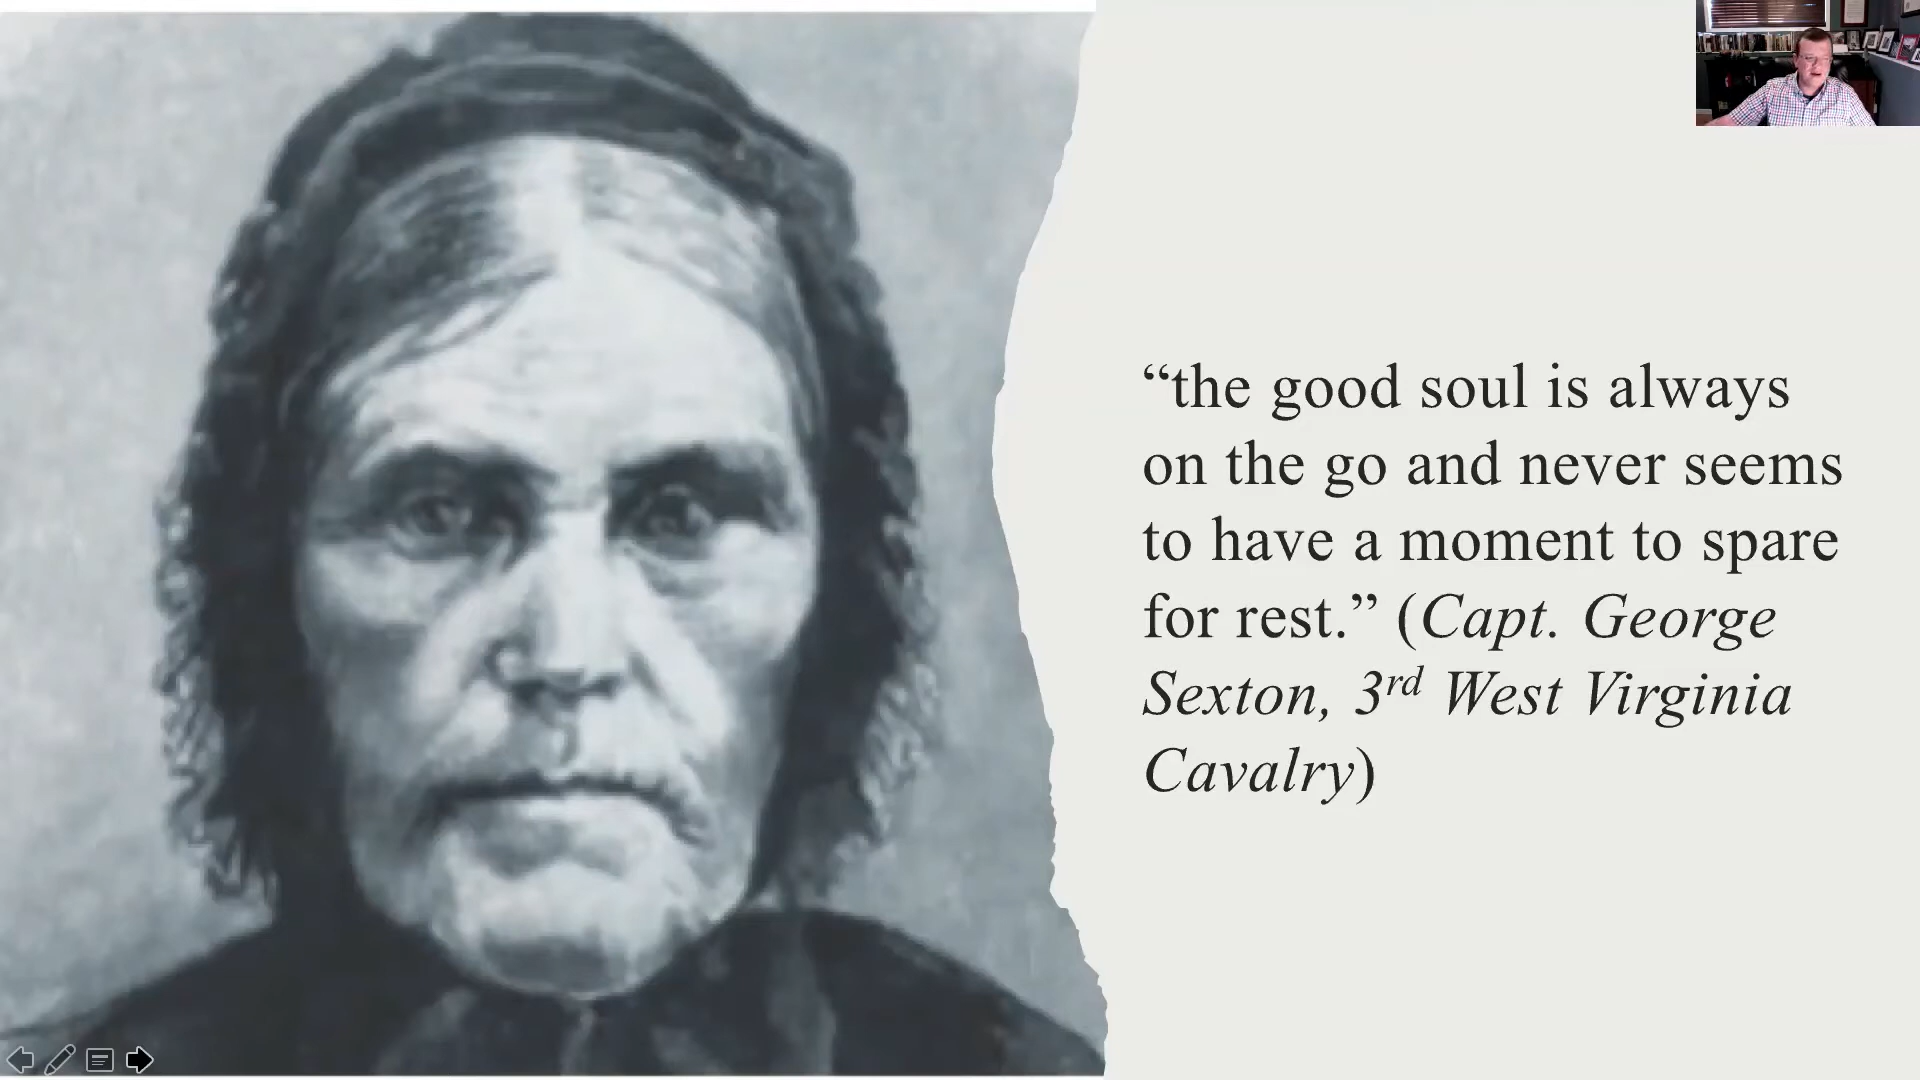 “the good soul is always
on the go and never seems
to have a moment to spare
for rest.” (Capt. George
Sexton, 3rd West Virginia
Cavalry)